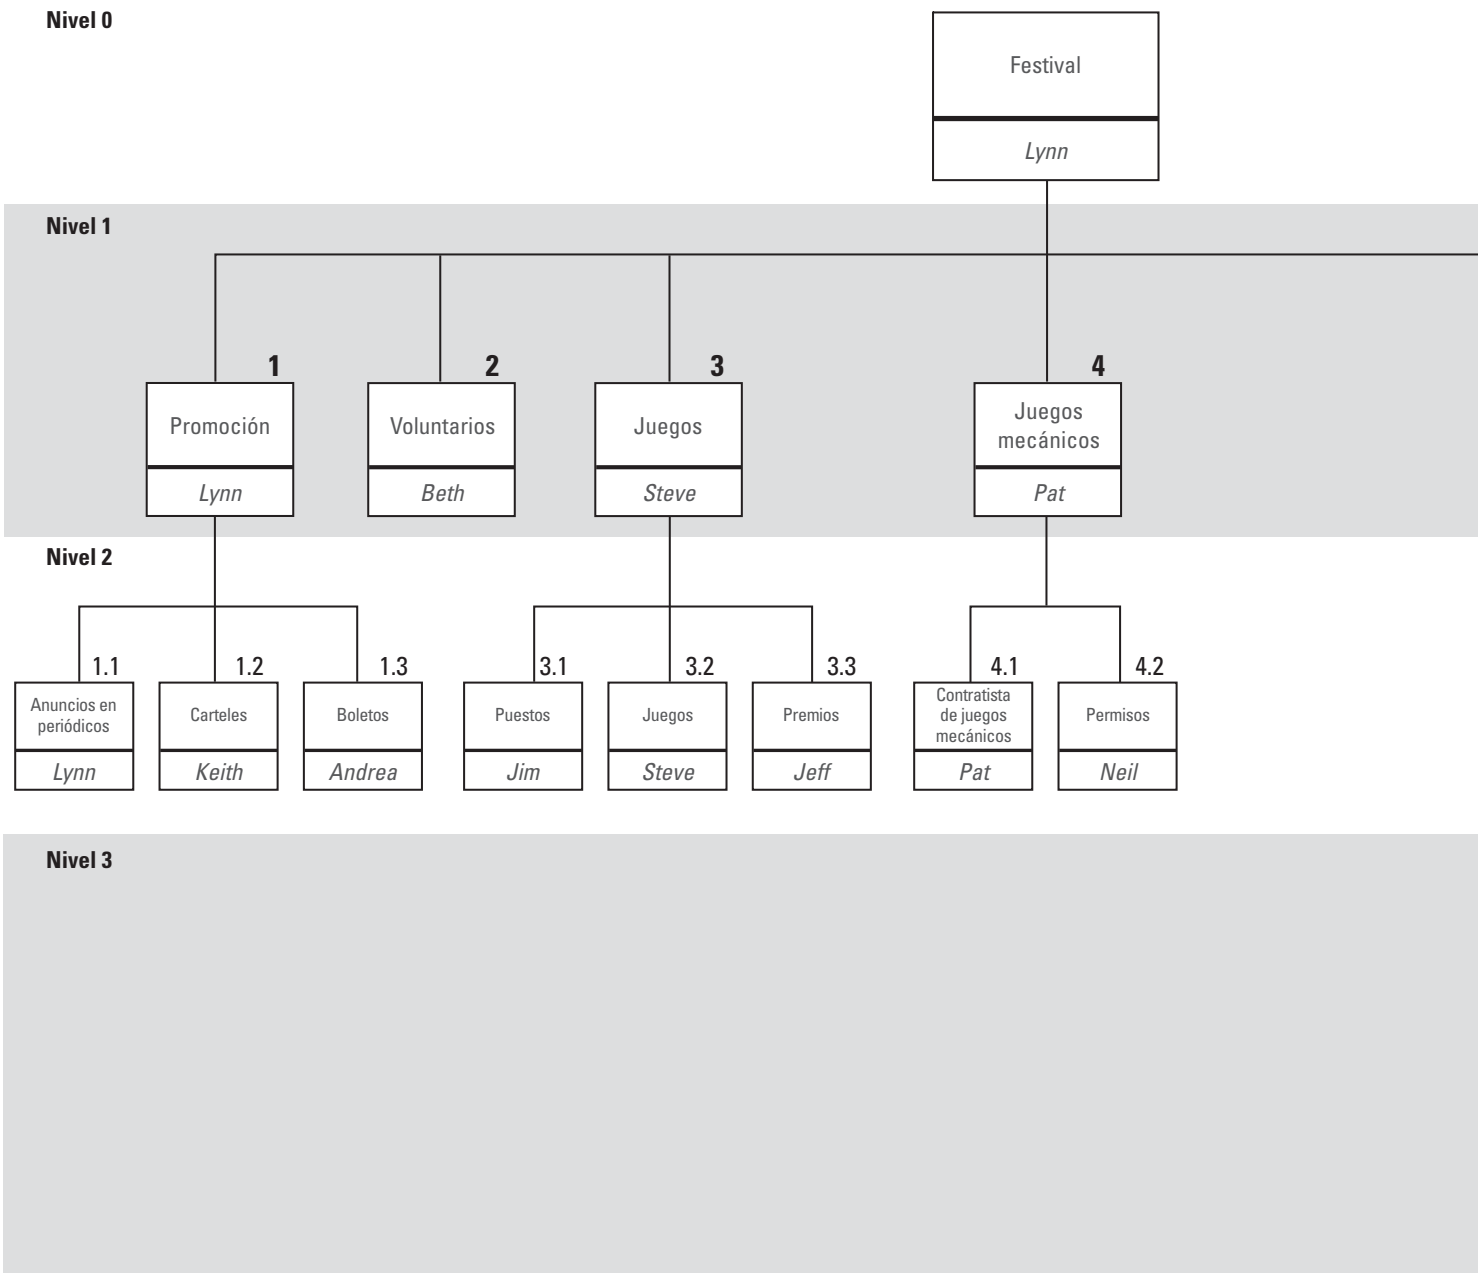 Nivel 0
Festival
Lynn
Nivel 1
1
2
3
4
Promoción
Voluntarios
Juegos
Juegos
mecánicos
Lynn
Beth
Steve
Pat
Nivel 2
1.1
1.2
1.3
3.1
3.2
3.3
4.1
4.2
Anuncios en
periódicos
Carteles
Boletos
Puestos
Juegos
Premios
Contratista
de juegos
mecánicos
Permisos
Lynn
Keith
Andrea
Jim
Steve
Jeff
Pat
Neil
Nivel 3